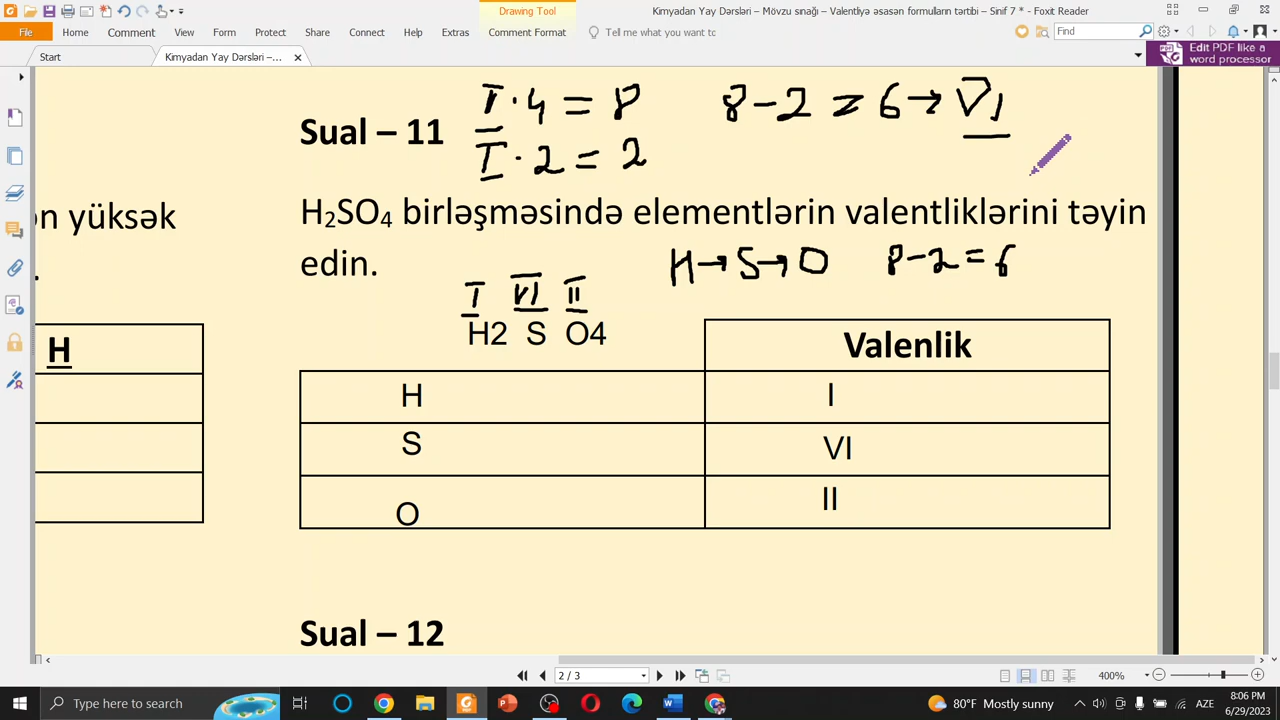 Drawing Tool
Kimyadan Yay Dərsləri – Mövzu sınağı – Valentliyə əsasən formulların tərtibi – Sinif 7 * - Foxit Reader
File Home Comment View Form Protect Share Connect Help Extras Comment Format Tell me what you want tc Find
Start Kimyadan Yay Dərsləri –...
Edit PDF like a word processor
I · 4 = 8 8 - 2 = 6 → VI
Sual – 11
I · 2 = 2
ən yüksək
H₂SO₄ birləşməsində elementlərin valentliklərini təyin
edin.
H → S → O 8 - 2 = 6
I VI II
H2 S O4
H
Valenlik
H I
S VI
O II
Sual – 12
2 / 3 400%
Type here to search
80°F Mostly sunny AZE 8:06 PM
6/29/2023